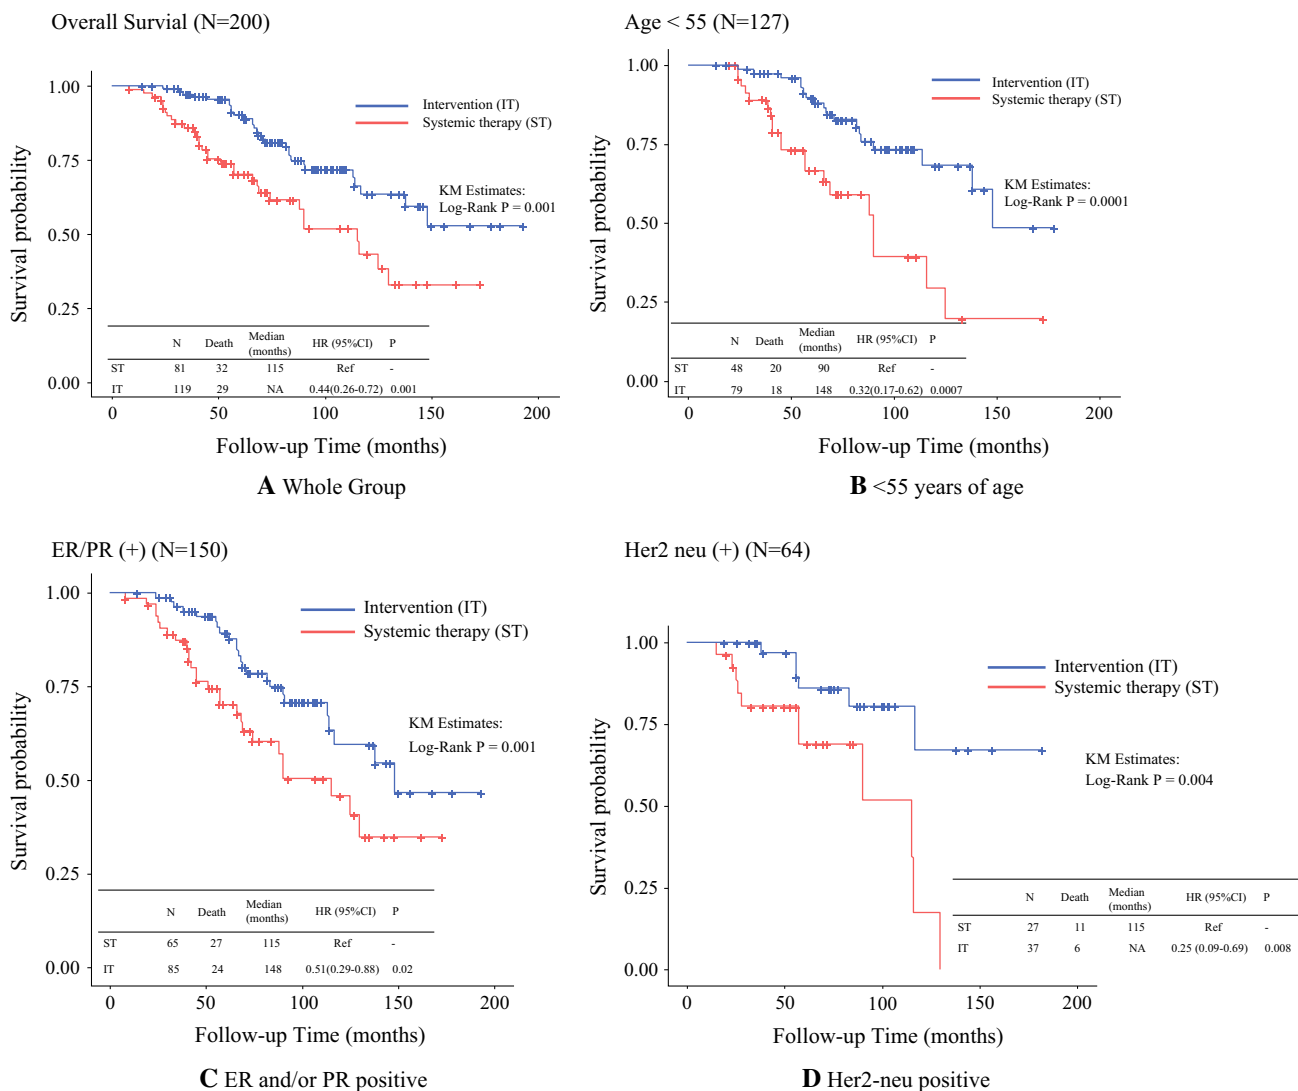 Overall Survial (N=200)
1.00
0.75
0.50
0.25
0.00
Survival probability
Intervention (IT)
Systemic therapy (ST)
KM Estimates:
Log-Rank P = 0.001
N Death Median (months) HR (95%CI) P
ST 81 32 115 Ref -
IT 119 29 NA 0.44(0.26-0.72) 0.001
0 50 100 150 200
Follow-up Time (months)
A Whole Group
Age < 55 (N=127)
1.00
0.75
0.50
0.25
0.00
Survival probability
Intervention (IT)
Systemic therapy (ST)
KM Estimates:
Log-Rank P = 0.0001
N Death Median (months) HR (95%CI) P
ST 48 20 90 Ref -
IT 79 18 148 0.32(0.17-0.62) 0.0007
0 50 100 150 200
Follow-up Time (months)
B <55 years of age
ER/PR (+) (N=150)
1.00
0.75
0.50
0.25
0.00
Survival probability
Intervention (IT)
Systemic therapy (ST)
KM Estimates:
Log-Rank P = 0.001
N Death Median (months) HR (95%CI) P
ST 65 27 115 Ref -
IT 85 24 148 0.51(0.29-0.88) 0.02
0 50 100 150 200
Follow-up Time (months)
C ER and/or PR positive
Her2 neu (+) (N=64)
1.00
0.75
0.50
0.25
0.00
Survival probability
Intervention (IT)
Systemic therapy (ST)
KM Estimates:
Log-Rank P = 0.004
N Death Median (months) HR (95%CI) P
ST 27 11 115 Ref -
IT 37 6 NA 0.25 (0.09-0.69) 0.008
0 50 100 150 200
Follow-up Time (months)
D Her2-neu positive